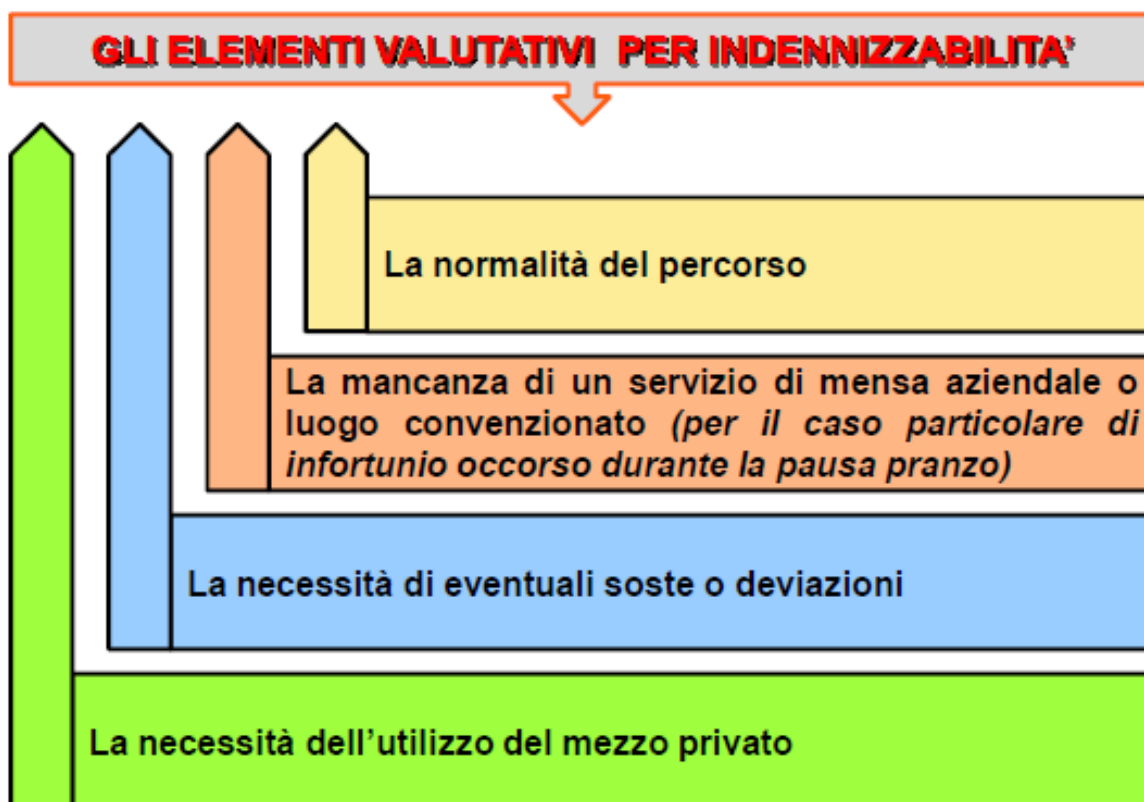 GLI ELEMENTI VALUTATIVI PER INDENNIZZABILITA'
La normalità del percorso
La mancanza di un servizio di mensa aziendale o
luogo convenzionato (per il caso particolare di
infortunio occorso durante la pausa pranzo)
La necessità di eventuali soste o deviazioni
La necessità dell’utilizzo del mezzo privato